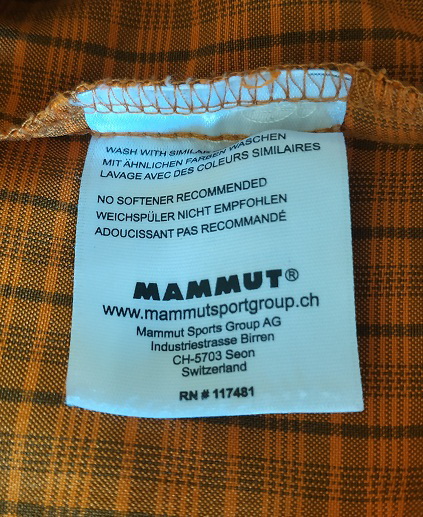 WASH WITH SIMILAR
MIT ÄHNLICHEN FARBEN WASCHEN
LAVAGE AVEC DES COULEURS SIMILAIRES
NO SOFTENER RECOMMENDED
WEICHSPÜLER NICHT EMPFOHLEN
ADOUCISSANT PAS RECOMMANDÉ
MAMMUT®
www.mammutsportgroup.ch
Mammut Sports Group AG
Industriestrasse Birren
CH-5703 Seon
Switzerland
RN # 117481